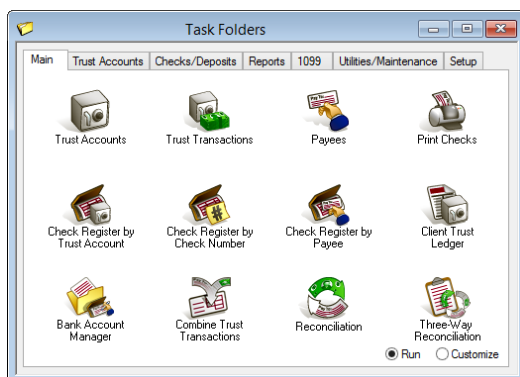 Task Folders
Main Trust Accounts Checks/Deposits Reports 1099 Utilities/Maintenance Setup
Trust Accounts Trust Transactions Payees Print Checks
Check Register by Check Register by Check Register by Client Trust
Trust Account Check Number Payee Ledger
Bank Account Combine Trust Reconciliation Three-Way
Manager Transactions Reconciliation
Run Customize